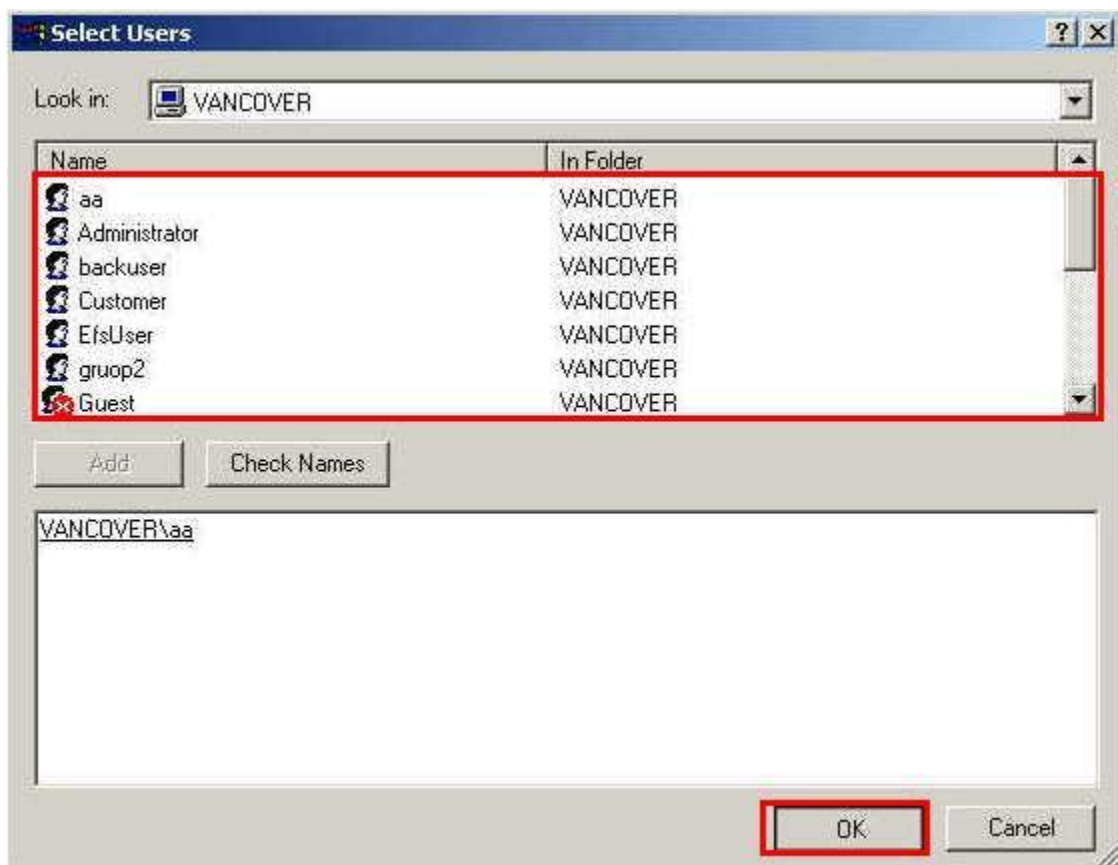 Select Users
Look in: VANCOVER
Name In Folder
aa VANCOVER
Administrator VANCOVER
backuser VANCOVER
Customer VANCOVER
EfsUser VANCOVER
gruop2 VANCOVER
Guest VANCOVER
Add Check Names
VANCOVER\aa
OK Cancel